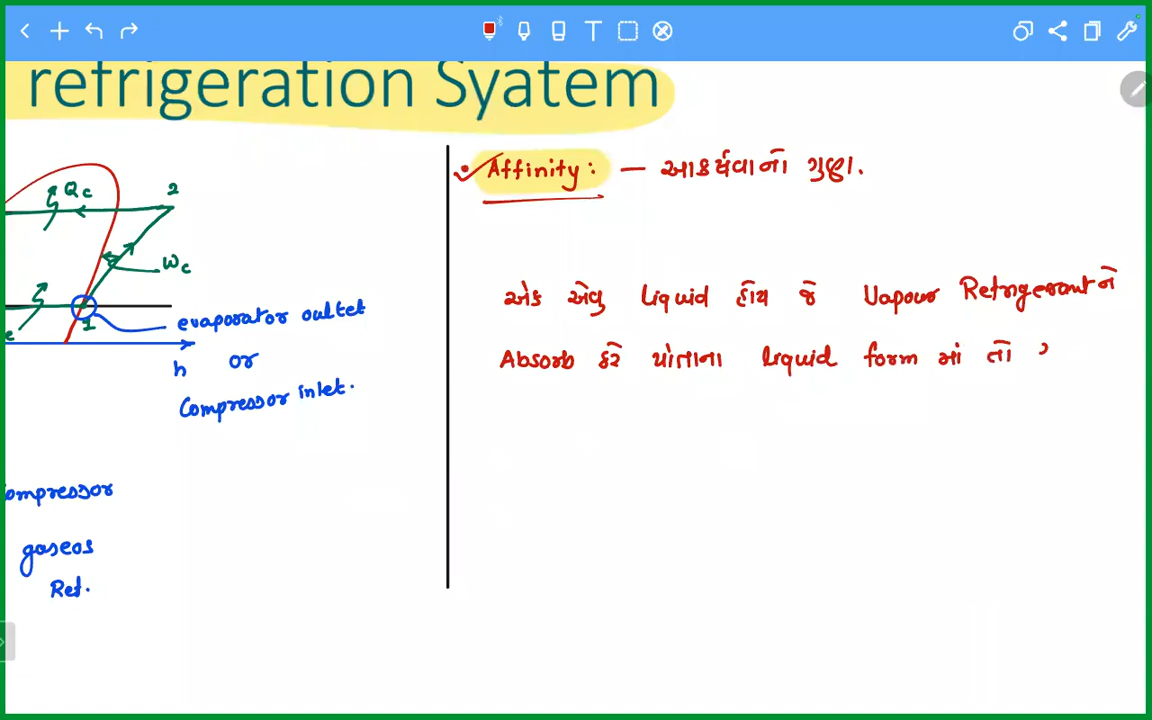 refrigeration Syatem
Qc
2
Wc
1
evaporator oultet
h
or
Compressor inlet.
ompressor
gaseos
Ref.
Affinity : — આકર્ષવાનો ગુણ.
એક એવુ Liquid હોય જે Vapour Refrigerant ને
Absorb કરે પોતાના Liquid form માં તો ?